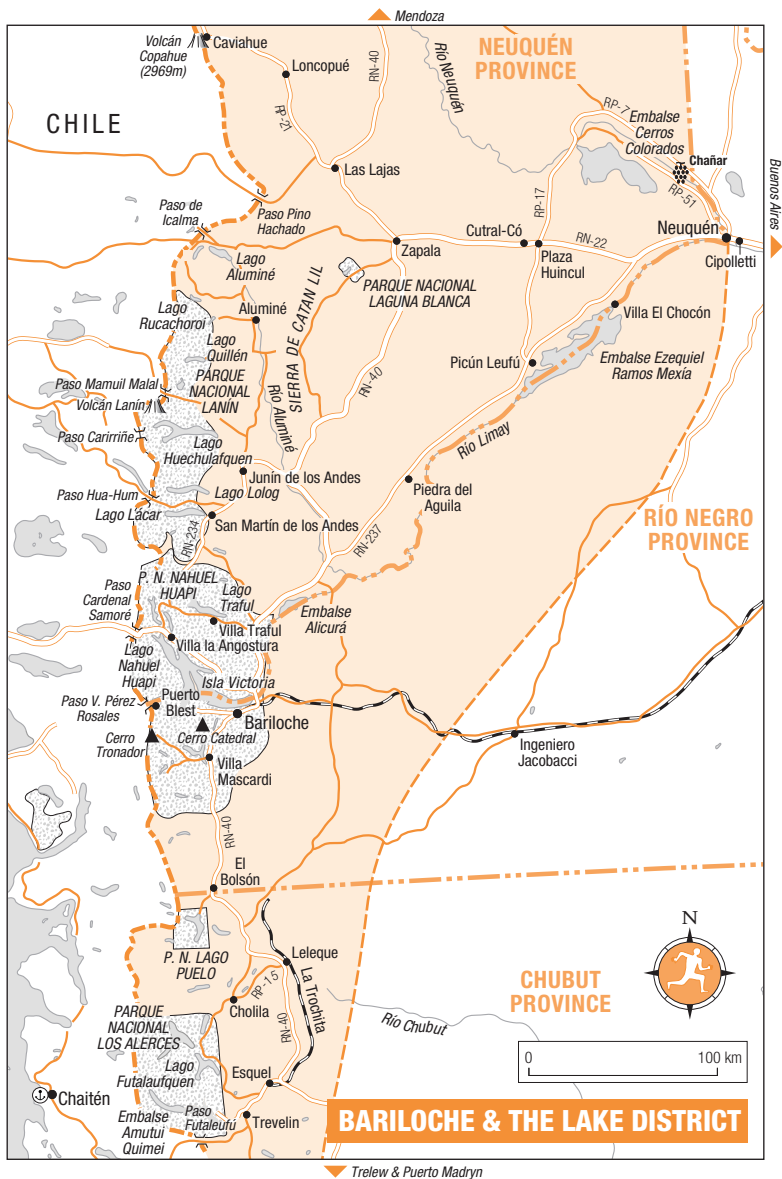 Mendoza
Volcán
Copahue
(2969m)
Caviahue
Loncopué
RN-40
Río Neuquén
NEUQUÉN
PROVINCE
RP-21
CHILE
RP-7
Embalse
Cerros
Colorados
Chañar
RP-51
Buenos Aires
Las Lajas
Paso de
Icalma
Paso Pino
Hachado
RP-17
Zapala
Cutral-Có
RN-22
Plaza
Huincul
Neuquén
Cipolletti
Lago
Aluminé
PARQUE NACIONAL
LAGUNA BLANCA
Lago
Rucachoroi
Aluminé
SIERRA DE CATAN LIL
Villa El Chocón
Lago
Quillén
PARQUE
NACIONAL
LANÍN
Río Aluminé
RN-40
Picún Leufú
Embalse Ezequiel
Ramos Mexía
Paso Mamuil Malal
Volcán Lanín
Paso Caririñe
Lago
Huechulafquen
Río Limay
Junín de los Andes
Paso Hua-Hum
Lago Lolog
Piedra del
Aguila
Lago Lácar
San Martín de los Andes
RÍO NEGRO
PROVINCE
RN-234
RN-237
P. N. NAHUEL
HUAPI
Paso
Cardenal
Samoré
Lago
Traful
Embalse
Alicurá
Villa Traful
Villa la Angostura
Lago
Nahuel
Huapi
Isla Victoria
Paso V. Pérez
Rosales
Puerto
Blest
Bariloche
Cerro
Tronador
Cerro Catedral
Ingeniero
Jacobacci
Villa
Mascardi
RN-40
El
Bolsón
N
P. N. LAGO
PUELO
Leleque
RP-15
La Trochita
CHUBUT
PROVINCE
Cholila
PARQUE
NACIONAL
LOS ALERCES
RN-40
Río Chubut
0
100 km
Lago
Futalaufquen
Esquel
Chaitén
Embalse
Amutui
Quimei
Paso
Futaleufú
Trevelin
BARILOCHE & THE LAKE DISTRICT
Trelew & Puerto Madryn